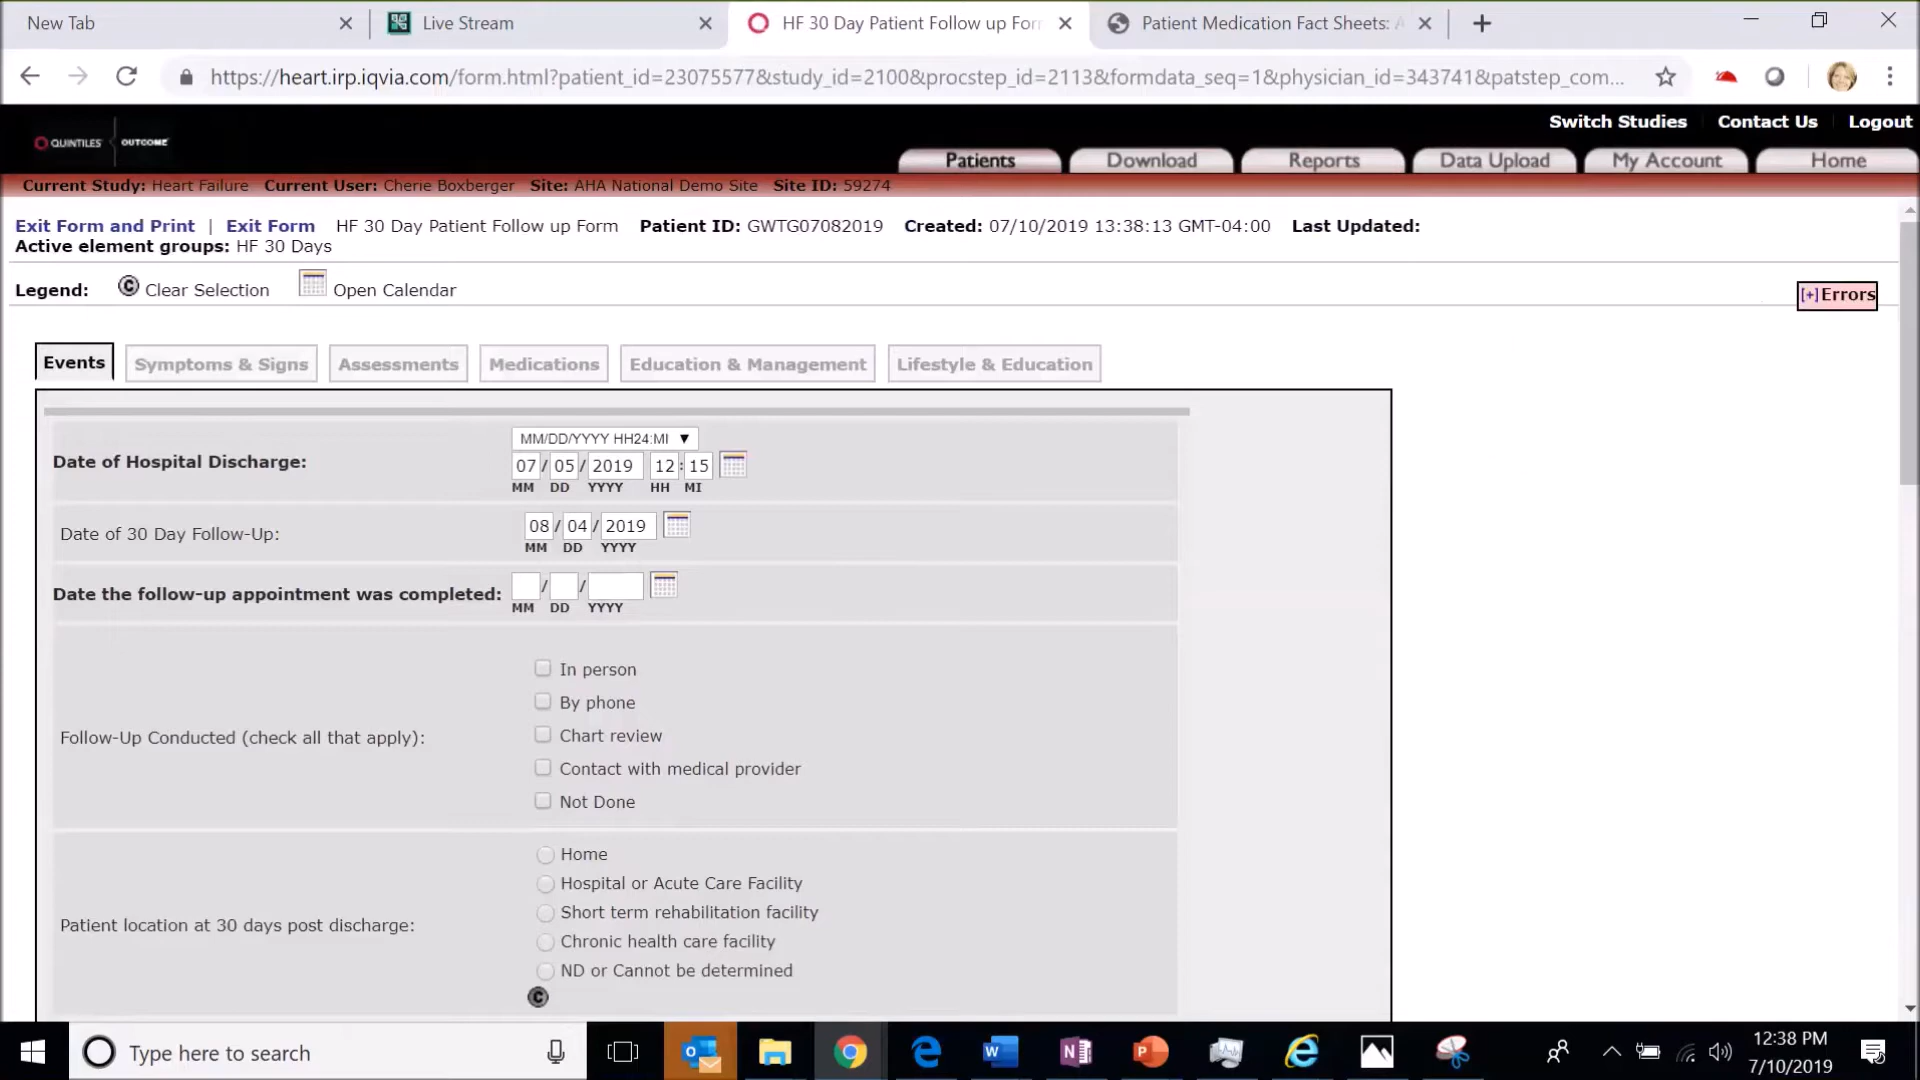 New Tab
Live Stream
HF 30 Day Patient Follow up For
Patient Medication Fact Sheets: A
https://heart.irp.iqvia.com/form.html?patient_id=23075577&study_id=2100&procstep_id=2113&formdata_seq=1&physician_id=343741&patstep_com...
Switch Studies Contact Us Logout
QUINTILES OUTCOME
Patients Download Reports Data Upload My Account Home
Current Study: Heart Failure Current User: Cherie Boxberger Site: AHA National Demo Site Site ID: 59274
Exit Form and Print | Exit Form HF 30 Day Patient Follow up Form Patient ID: GWTG07082019 Created: 07/10/2019 13:38:13 GMT-04:00 Last Updated:
Active element groups: HF 30 Days
Legend: C Clear Selection Open Calendar
[+]Errors
Events Symptoms & Signs Assessments Medications Education & Management Lifestyle & Education
MM/DD/YYYY HH24:MI
Date of Hospital Discharge: 07 / 05 / 2019 12 : 15
MM DD YYYY HH MI
Date of 30 Day Follow-Up: 08 / 04 / 2019
MM DD YYYY
Date the follow-up appointment was completed: / /
MM DD YYYY
Follow-Up Conducted (check all that apply):
In person
By phone
Chart review
Contact with medical provider
Not Done
Patient location at 30 days post discharge:
Home
Hospital or Acute Care Facility
Short term rehabilitation facility
Chronic health care facility
ND or Cannot be determined
C
Type here to search
12:38 PM
7/10/2019